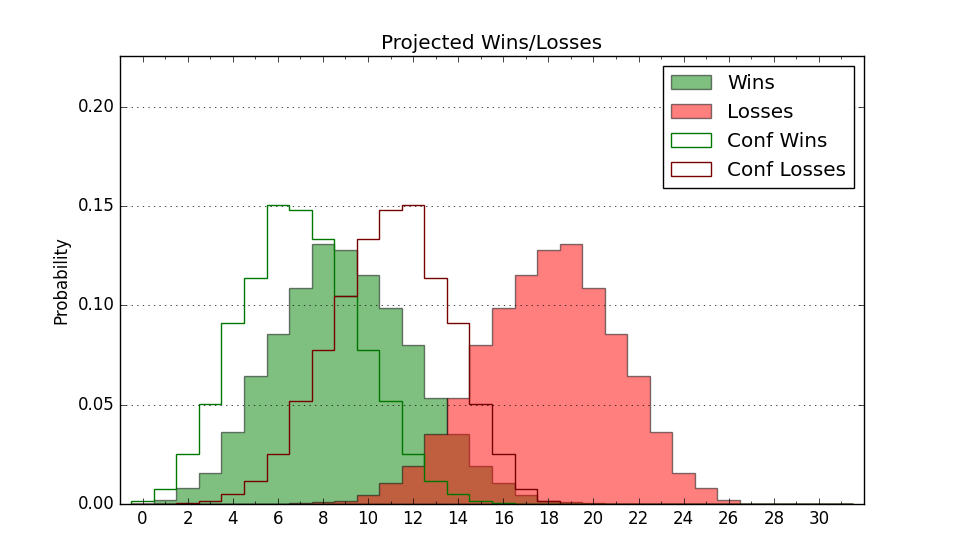 Projected Wins/Losses
Wins
Losses
Conf Wins
Conf Losses
Probability
0.20
0.15
0.10
0.05
0.00
0 2 4 6 8 10 12 14 16 18 20 22 24 26 28 30